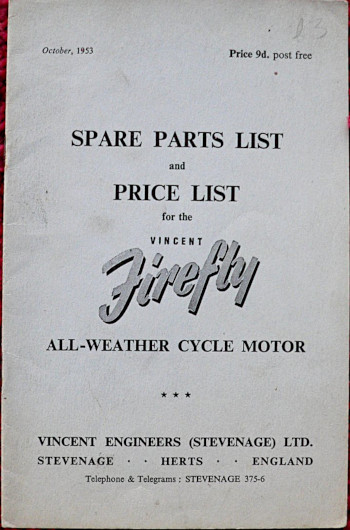 October, 1953
Price 9d. post free
SPARE PARTS LIST
and
PRICE LIST
for the
VINCENT
Firefly
ALL-WEATHER CYCLE MOTOR
* * *
VINCENT ENGINEERS (STEVENAGE) LTD.
STEVENAGE · · HERTS · · ENGLAND
Telephone & Telegrams : STEVENAGE 375-6